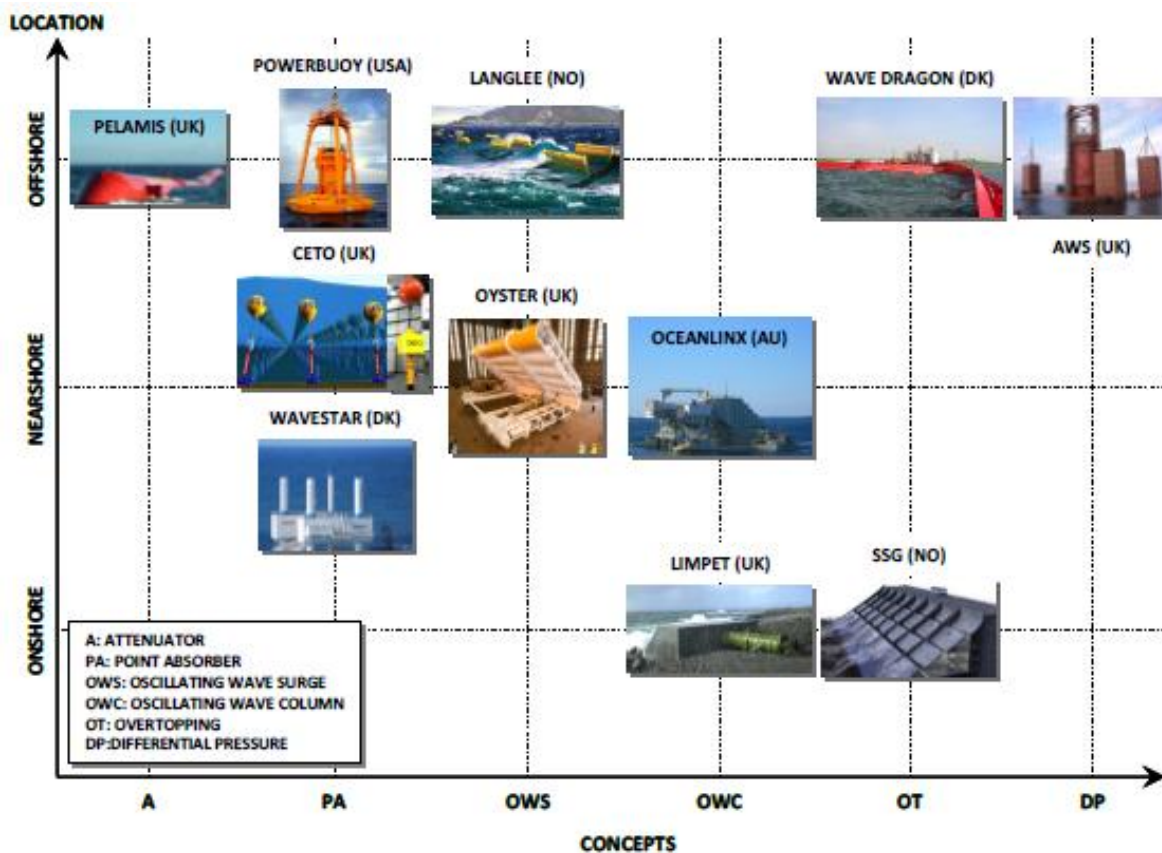 LOCATION
POWERBUOY (USA)
LANGLEE (NO)
WAVE DRAGON (DK)
PELAMIS (UK)
OFFSHORE
CETO (UK)
AWS (UK)
OYSTER (UK)
OCEANLINX (AU)
NEARSHORE
WAVESTAR (DK)
LIMPET (UK)
SSG (NO)
ONSHORE
A: ATTENUATOR
PA: POINT ABSORBER
OWS: OSCILLATING WAVE SURGE
OWC: OSCILLATING WAVE COLUMN
OT: OVERTOPPING
DP:DIFFERENTIAL PRESSURE
A
PA
OWS
OWC
OT
DP
CONCEPTS